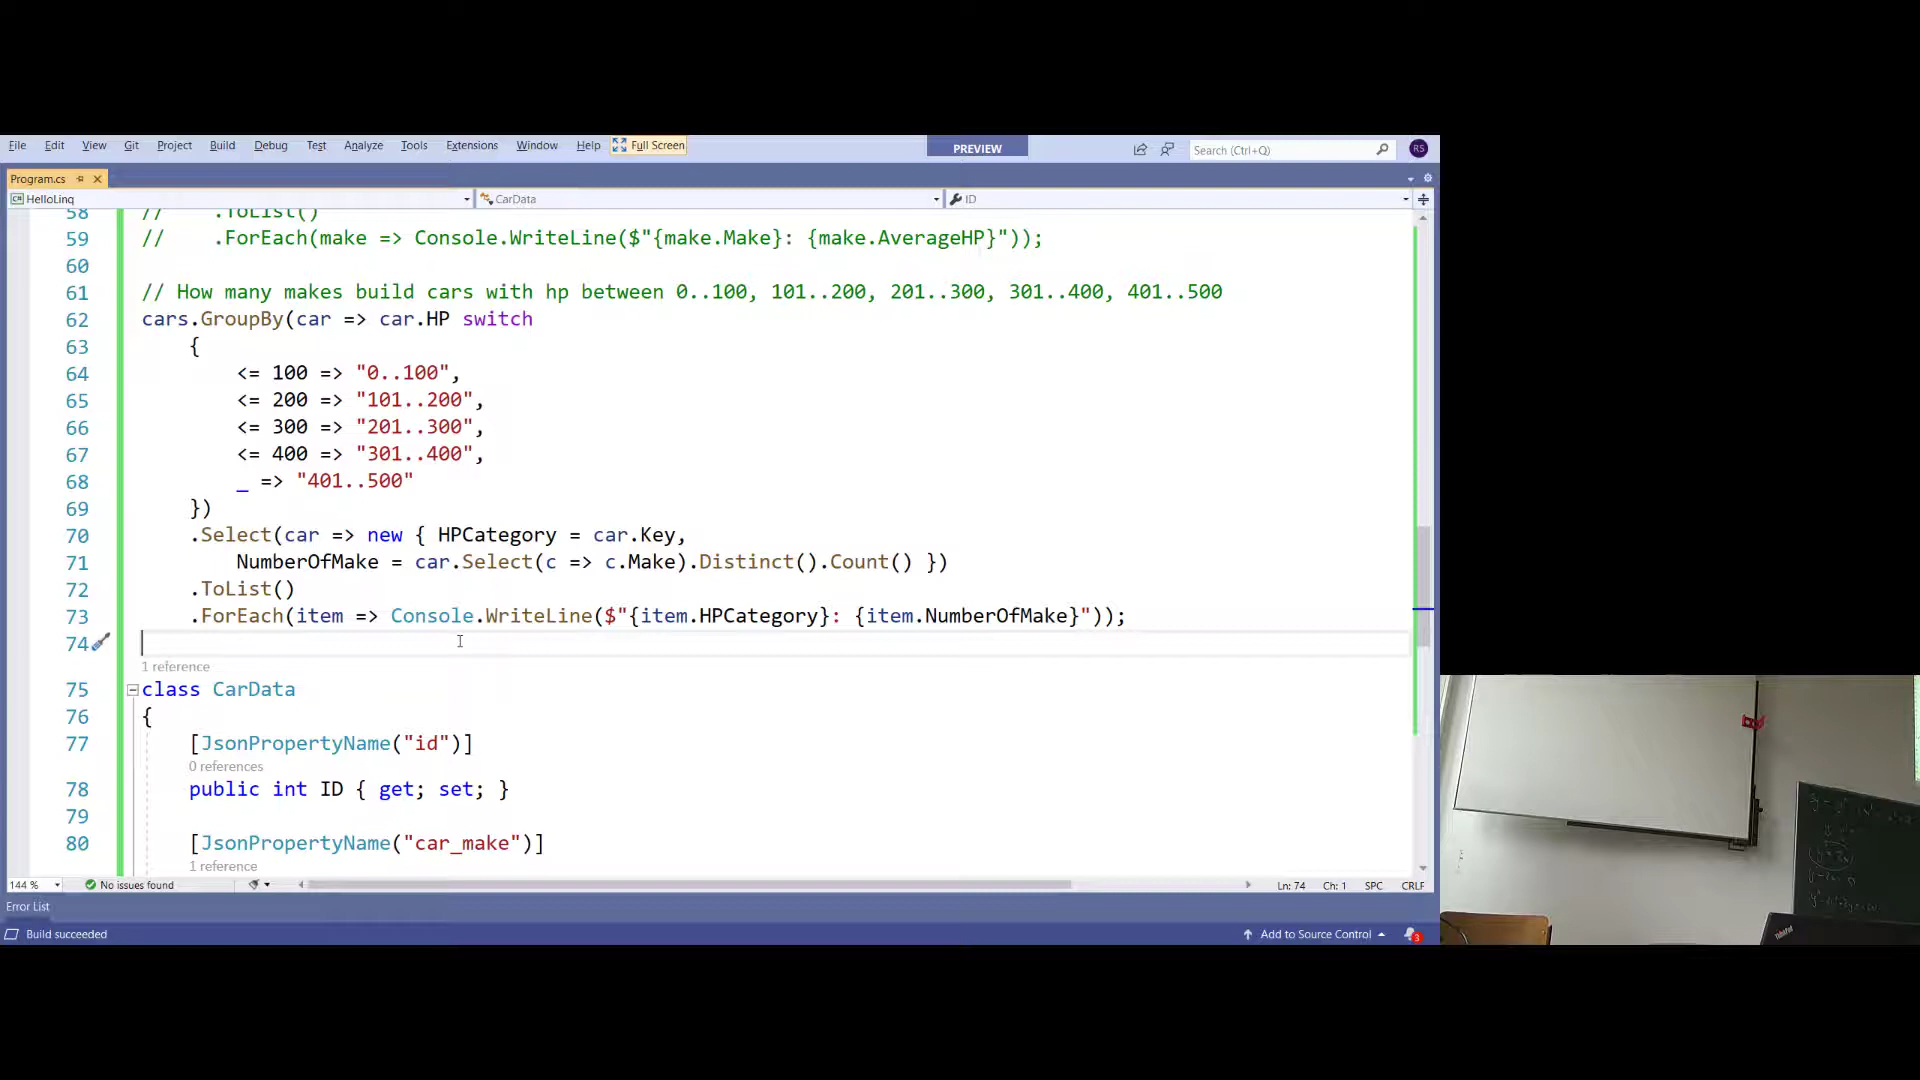 File Edit View Git Project Build Debug Test Analyze Tools Extensions Window Help Full Screen PREVIEW Search (Ctrl+Q) RS
Program.cs
HelloLinq CarData ID
58 // .ToList()
59 // .ForEach(make => Console.WriteLine($"{make.Make}: {make.AverageHP}"));
60
61 // How many makes build cars with hp between 0..100, 101..200, 201..300, 301..400, 401..500
62 cars.GroupBy(car => car.HP switch
63 {
64 <= 100 => "0..100",
65 <= 200 => "101..200",
66 <= 300 => "201..300",
67 <= 400 => "301..400",
68 _ => "401..500"
69 })
70 .Select(car => new { HPCategory = car.Key,
71 NumberOfMake = car.Select(c => c.Make).Distinct().Count() })
72 .ToList()
73 .ForEach(item => Console.WriteLine($"{item.HPCategory}: {item.NumberOfMake}"));
74
1 reference
75 class CarData
76 {
77 [JsonPropertyName("id")]
0 references
78 public int ID { get; set; }
79
80 [JsonPropertyName("car_make")]
1 reference
144 % No issues found Ln: 74 Ch: 1 SPC CRLF
Error List
Build succeeded Add to Source Control 3
ThinkPad